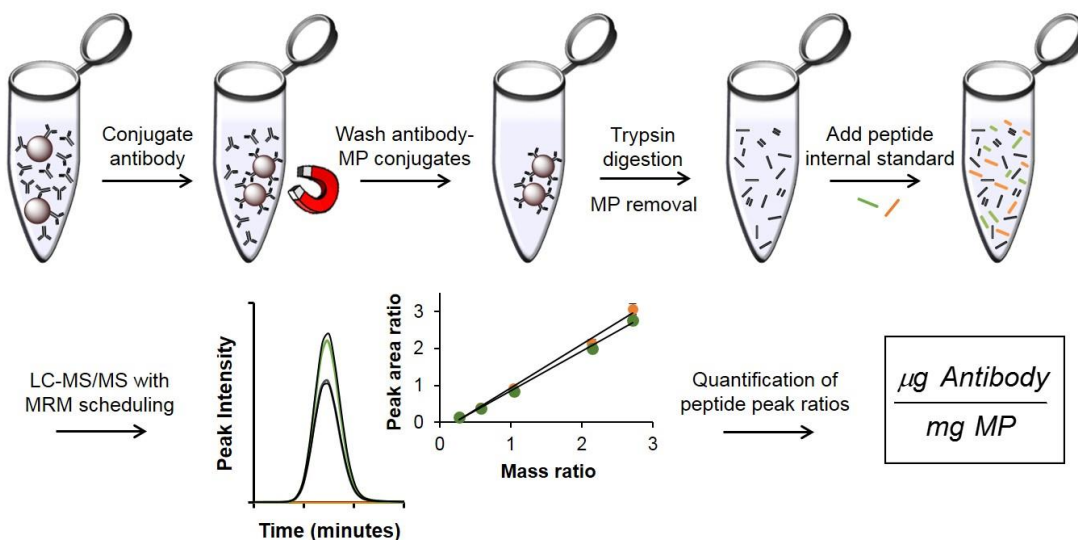 Conjugate
antibody
Wash antibody-
MP conjugates
Trypsin
digestion
MP removal
Add peptide
internal standard
LC-MS/MS with
MRM scheduling
Peak Intensity
Time (minutes)
Peak area ratio
3
2
1
0
0
1
2
3
Mass ratio
Quantification of
peptide peak ratios
μg Antibody
mg MP